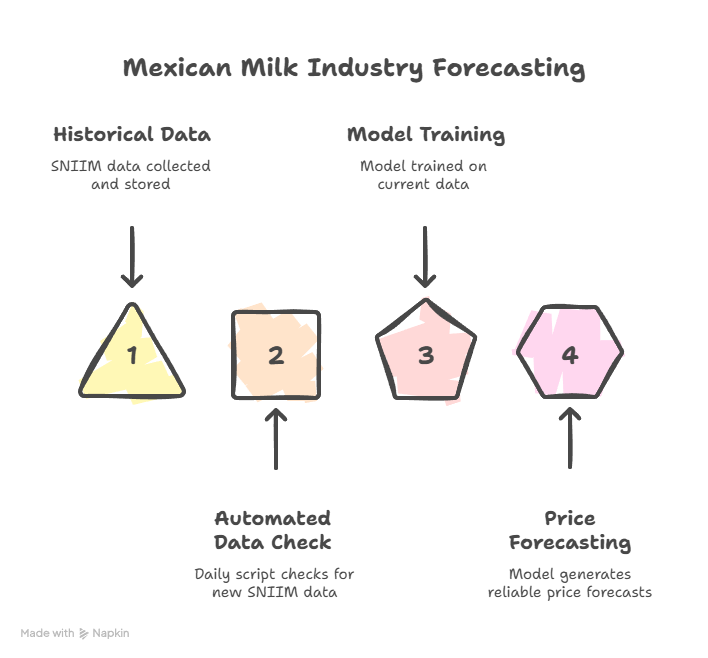 Mexican Milk Industry Forecasting
Historical Data
SNIIM data collected
and stored
Model Training
Model trained on
current data
1
2
3
4
Automated
Data Check
Daily script checks for
new SNIIM data
Price
Forecasting
Model generates
reliable price forecasts
Made with Napkin